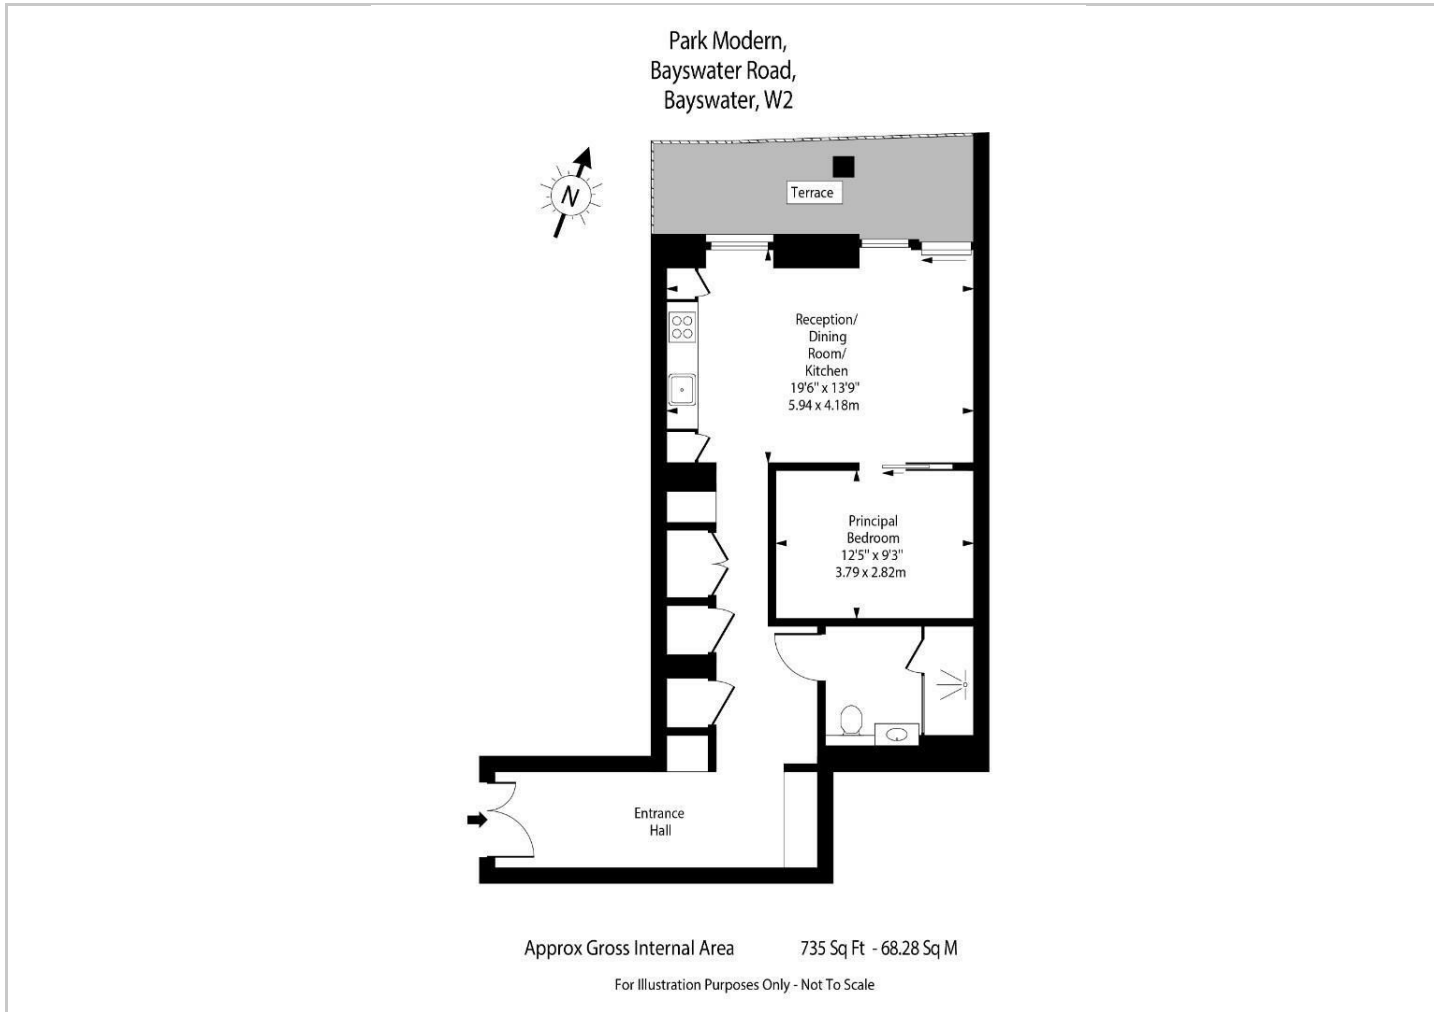 Park Modern,
Bayswater Road,
Bayswater, W2
N
Terrace
Reception/
Dining
Room/
Kitchen
19'6" x 13'9"
5.94 x 4.18m
Principal
Bedroom
12'5" x 9'3"
3.79 x 2.82m
Entrance
Hall
Approx Gross Internal Area 735 Sq Ft - 68.28 Sq M
For Illustration Purposes Only - Not To Scale